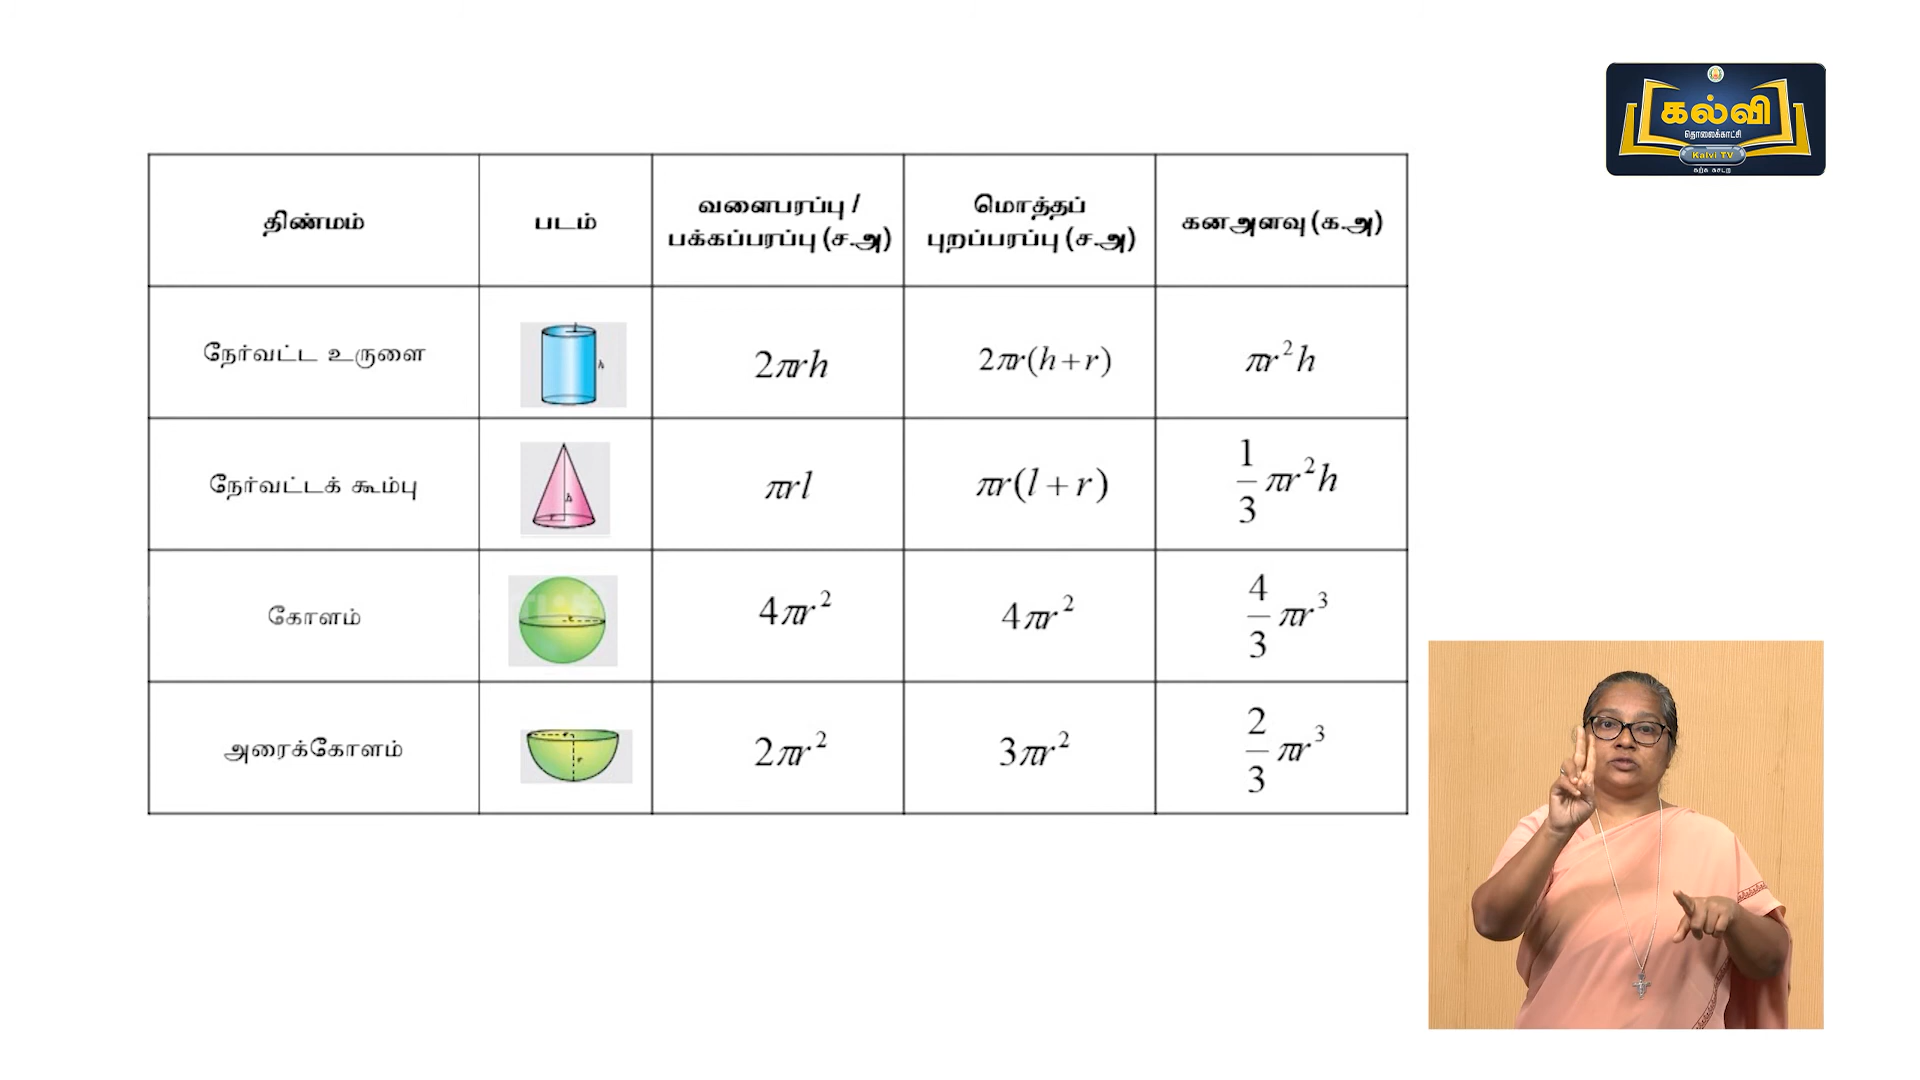 கல்வி
தொலைக்காட்சி
Kalvi TV
கற்க கசடற
திண்மம்
படம்
வளைபரப்பு /
பக்கப்பரப்பு (ச.அ)
மொத்தப்
புறப்பரப்பு (ச.அ)
கனஅளவு (க.அ)
நேர்வட்ட உருளை
h
2πrh
2πr(h+r)
πr²h
நேர்வட்டக் கூம்பு
h
r
πrl
πr(l+r)
1/3 πr²h
கோளம்
r
4πr²
4πr²
4/3 πr³
அரைக்கோளம்
r
r
2πr²
3πr²
2/3 πr³